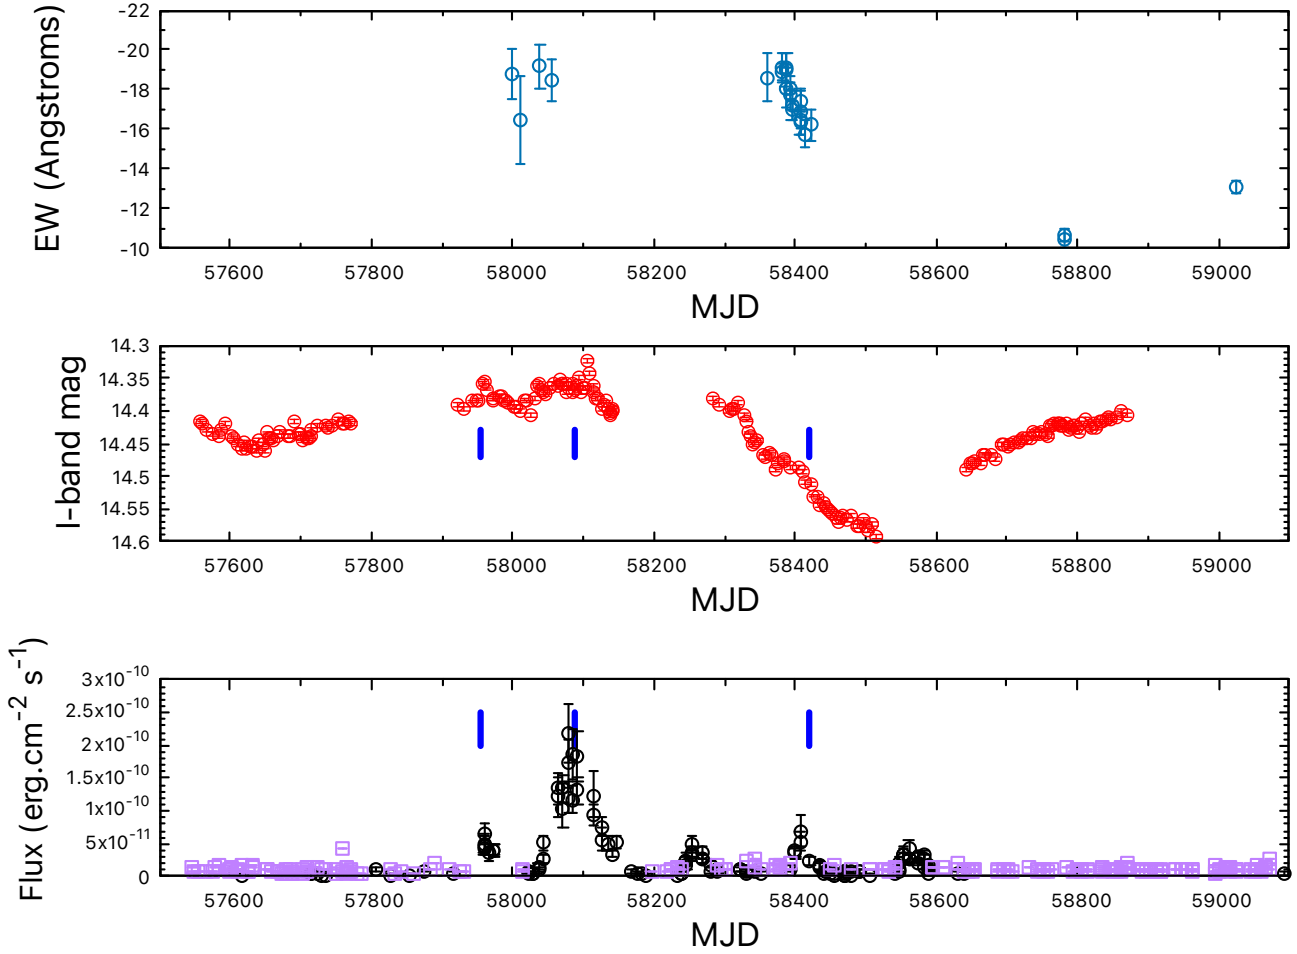 EW (Angstroms)
-22
-20
-18
-16
-14
-12
-10
57600 57800 58000 58200 58400 58600 58800 59000
MJD
I-band mag
14.3
14.35
14.4
14.45
14.5
14.55
14.6
57600 57800 58000 58200 58400 58600 58800 59000
MJD
Flux (erg.cm⁻² s⁻¹)
3x10⁻¹⁰
2.5x10⁻¹⁰
2x10⁻¹⁰
1.5x10⁻¹⁰
1x10⁻¹⁰
5x10⁻¹¹
0
57600 57800 58000 58200 58400 58600 58800 59000
MJD